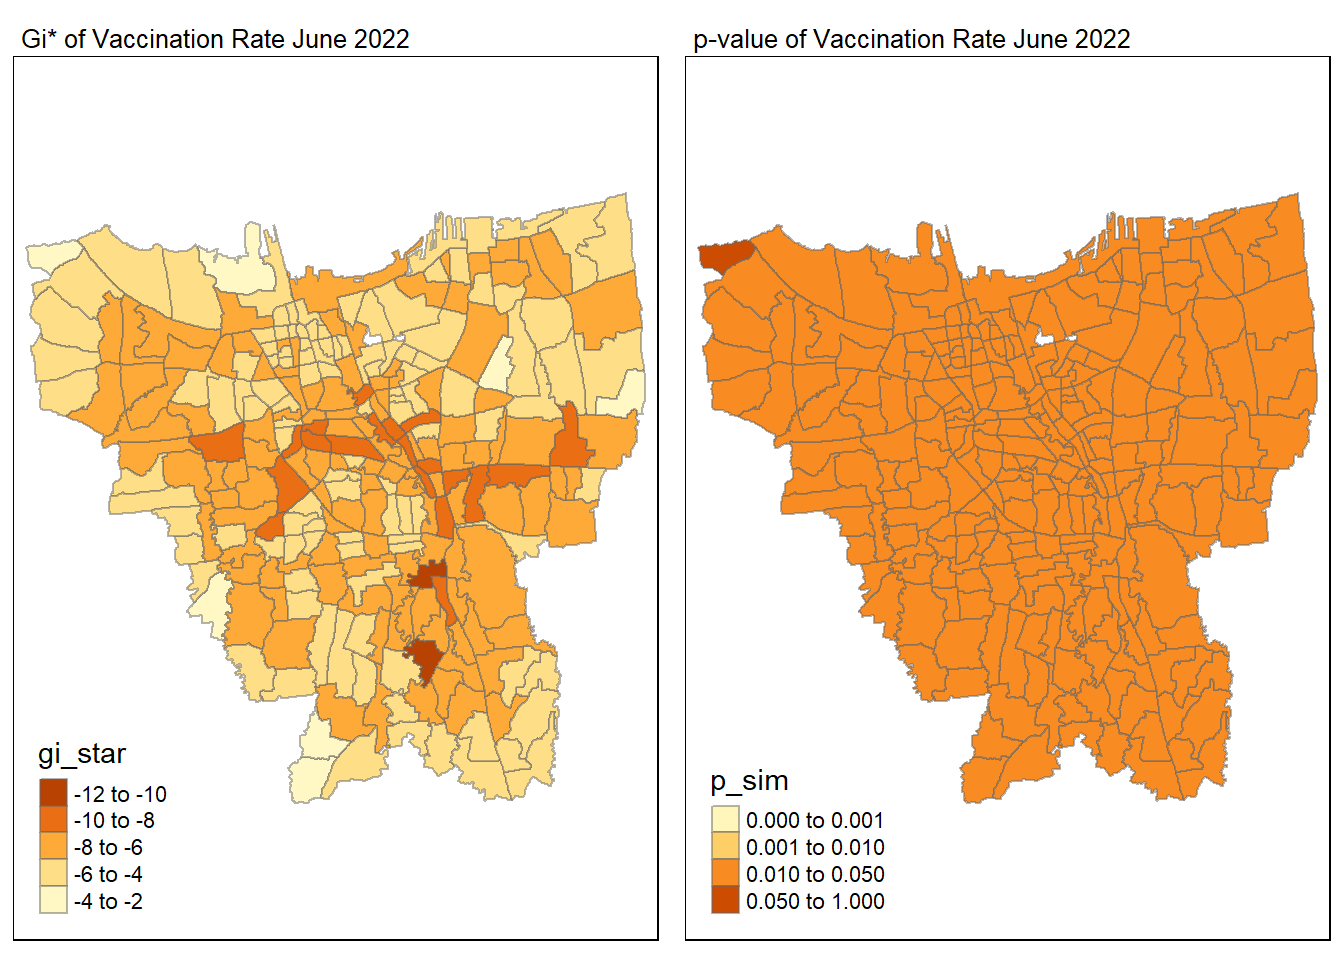 Gi* of Vaccination Rate June 2022
gi_star
-12 to -10
-10 to -8
-8 to -6
-6 to -4
-4 to -2
p-value of Vaccination Rate June 2022
p_sim
0.000 to 0.001
0.001 to 0.010
0.010 to 0.050
0.050 to 1.000